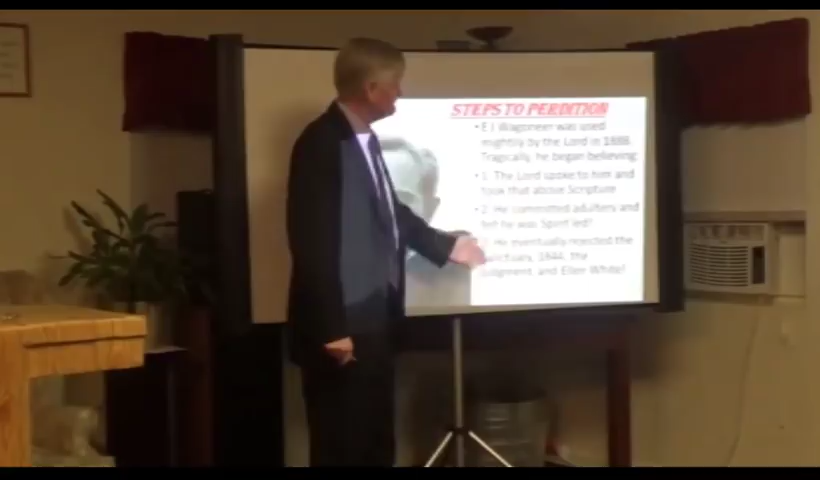 STEPS TO PERDITION
• E J Wagoneer was used
mightily by the Lord in 1888.
Tragically, he began believing:
• 1. The Lord spoke to him and
took that above Scripture
• 2. He committed adultery and
felt he was Spirit led!
He eventually rejected the
sanctuary, 1844, the
judgment, and Ellen White!